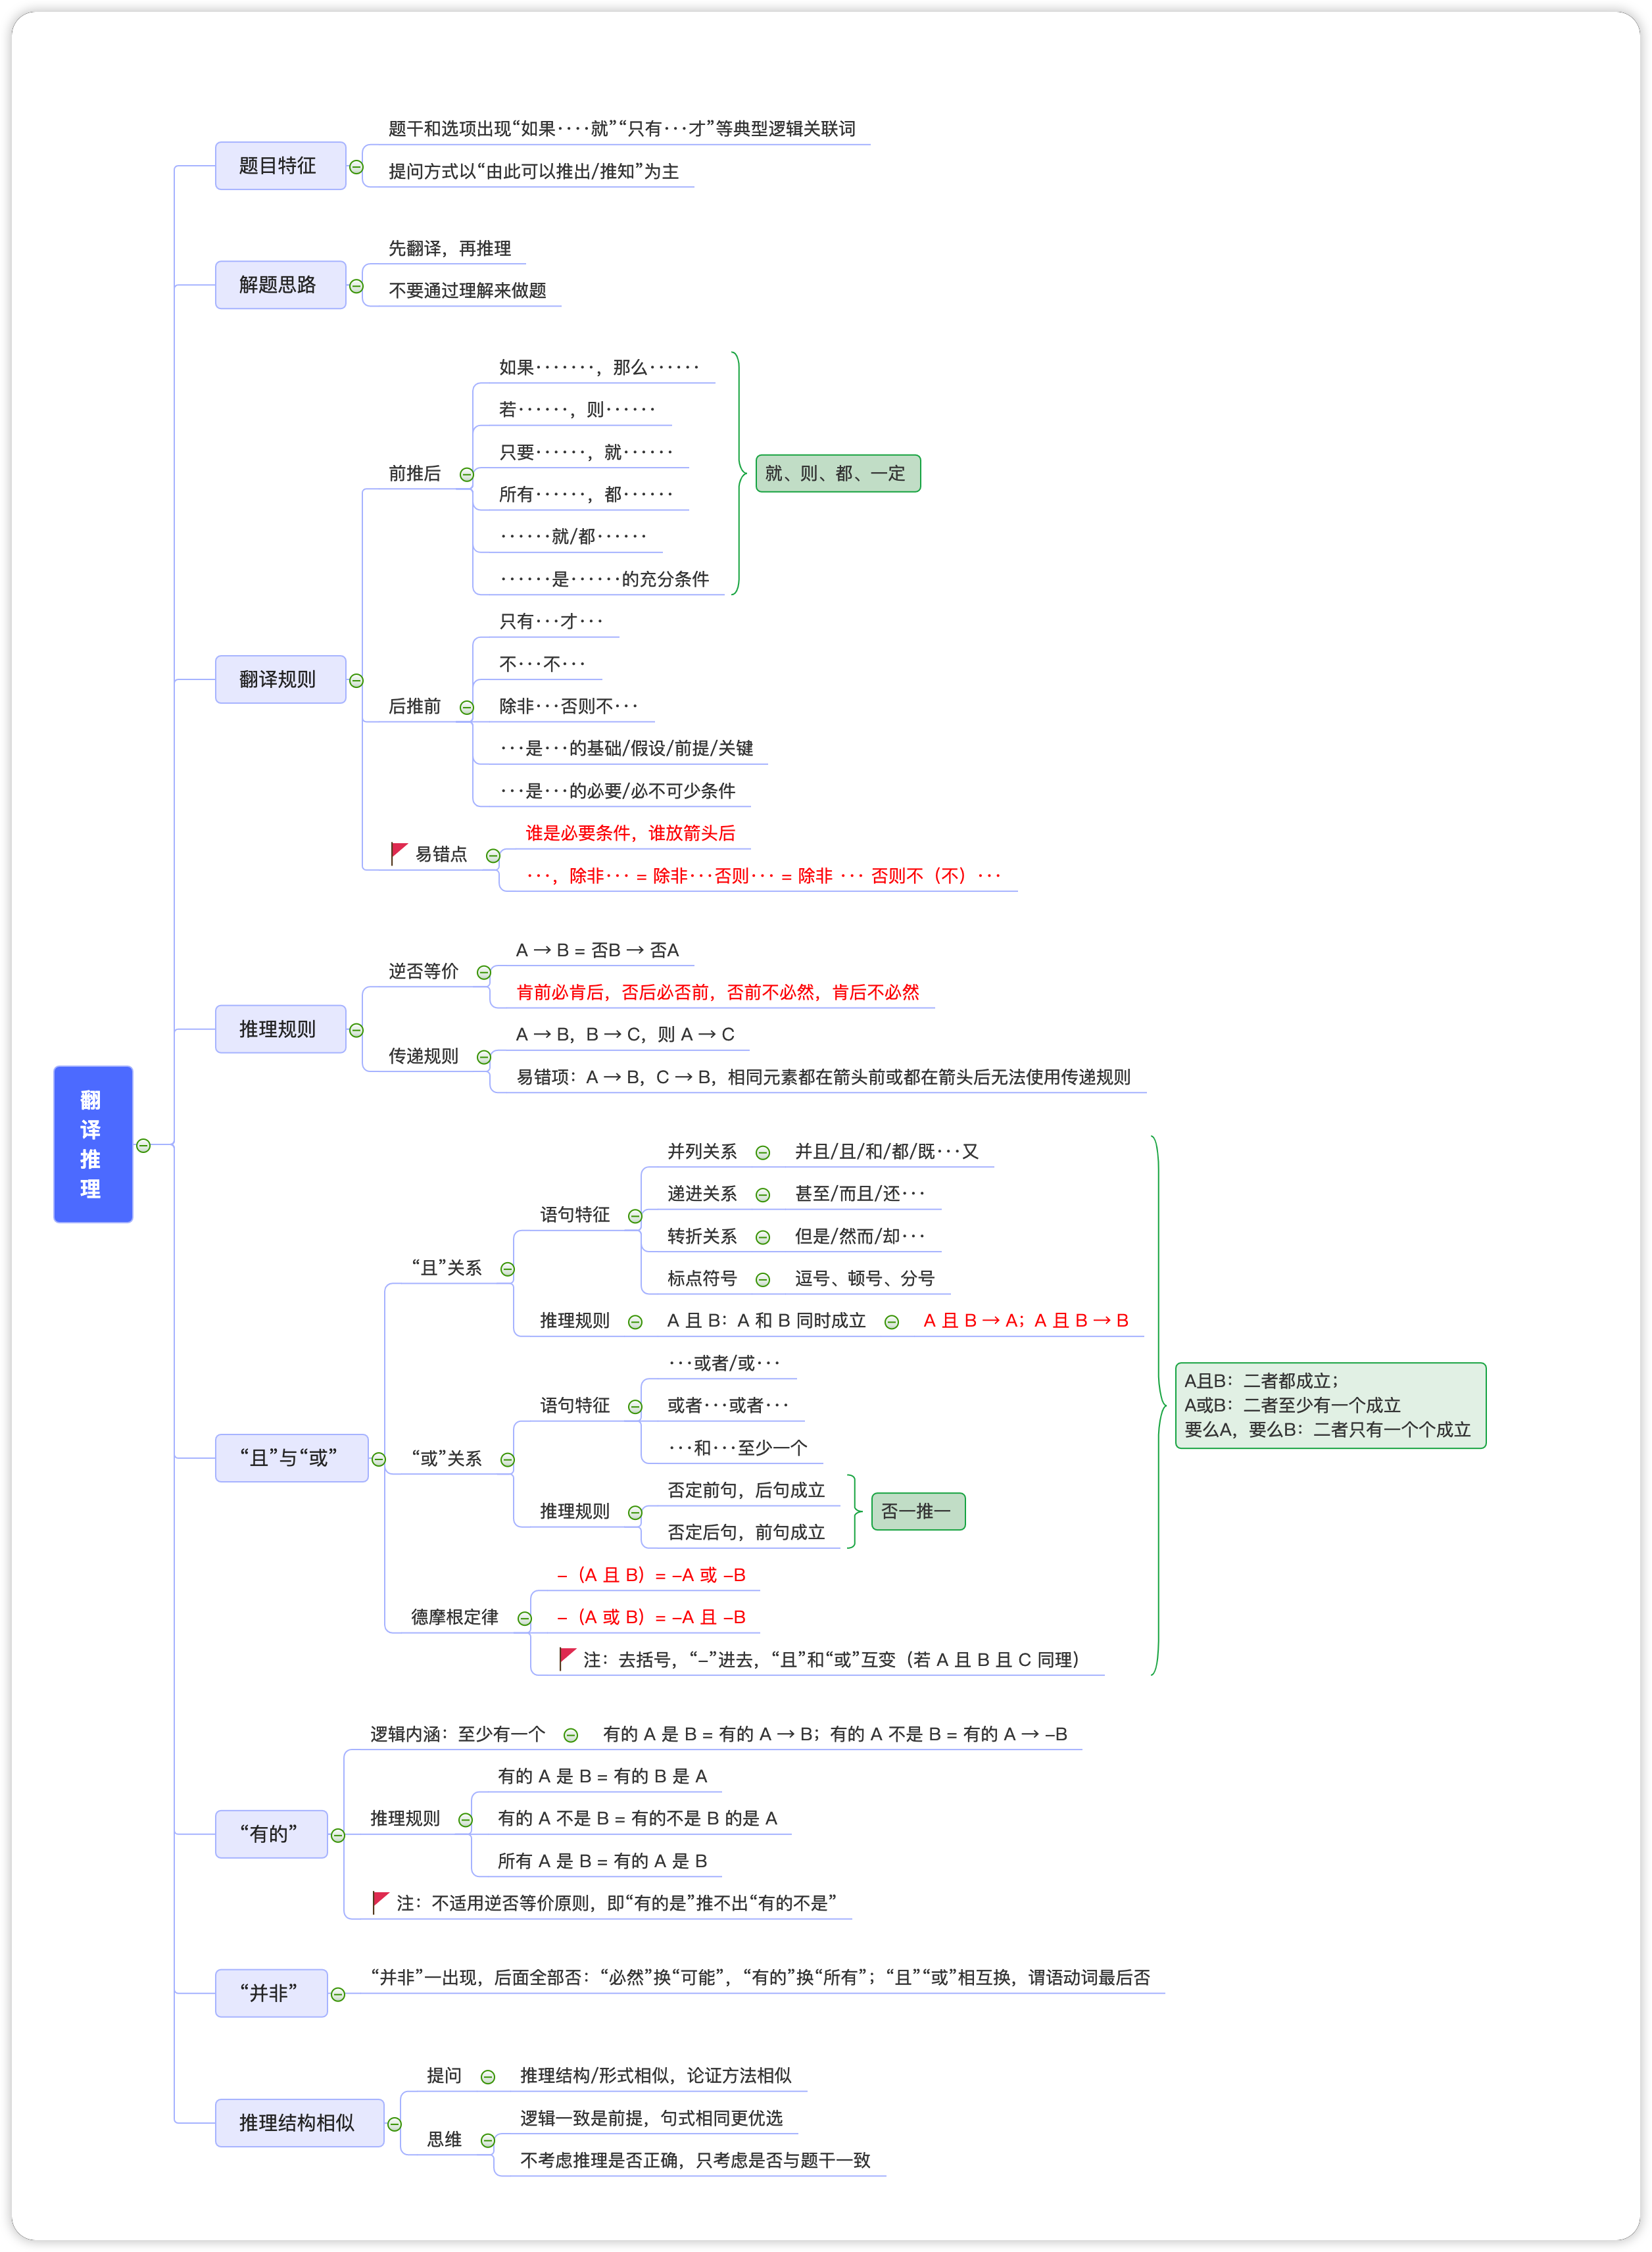 翻译推理
题目特征
题干和选项出现“如果····就”“只有···才”等典型逻辑关联词
提问方式以“由此可以推出/推知”为主
解题思路
先翻译，再推理
不要通过理解来做题
翻译规则
前推后
如果·······，那么······
若······，则······
只要······，就······
所有······，都······
······就/都······
······是······的充分条件
就、则、都、一定
后推前
只有···才···
不···不···
除非···否则不···
···是···的基础/假设/前提/关键
···是···的必要/必不可少条件
易错点
谁是必要条件，谁放箭头后
···，除非··· = 除非···否则··· = 除非 ··· 否则不（不）···
推理规则
逆否等价
A → B = 否B → 否A
肯前必肯后，否后必否前，否前不必然，肯后不必然
传递规则
A → B，B → C，则 A → C
易错项：A → B，C → B，相同元素都在箭头前或都在箭头后无法使用传递规则
“且”与“或”
“且”关系
语句特征
并列关系
并且/且/和/都/既···又
递进关系
甚至/而且/还···
转折关系
但是/然而/却···
标点符号
逗号、顿号、分号
推理规则
A 且 B：A 和 B 同时成立
A 且 B → A；A 且 B → B
“或”关系
语句特征
···或者/或···
或者···或者···
···和···至少一个
推理规则
否定前句，后句成立
否定后句，前句成立
否一推一
德摩根定律
–（A 且 B）= –A 或 –B
–（A 或 B）= –A 且 –B
注：去括号，“–”进去，“且”和“或”互变（若 A 且 B 且 C 同理）
A且B：二者都成立；
A或B：二者至少有一个成立
要么A，要么B：二者只有一个个成立
“有的”
逻辑内涵：至少有一个
有的 A 是 B = 有的 A → B；有的 A 不是 B = 有的 A → –B
推理规则
有的 A 是 B = 有的 B 是 A
有的 A 不是 B = 有的不是 B 的是 A
所有 A 是 B = 有的 A 是 B
注：不适用逆否等价原则，即“有的是”推不出“有的不是”
“并非”
“并非”一出现，后面全部否：“必然”换“可能”，“有的”换“所有”；“且”“或”相互换，谓语动词最后否
推理结构相似
提问
推理结构/形式相似，论证方法相似
思维
逻辑一致是前提，句式相同更优选
不考虑推理是否正确，只考虑是否与题干一致